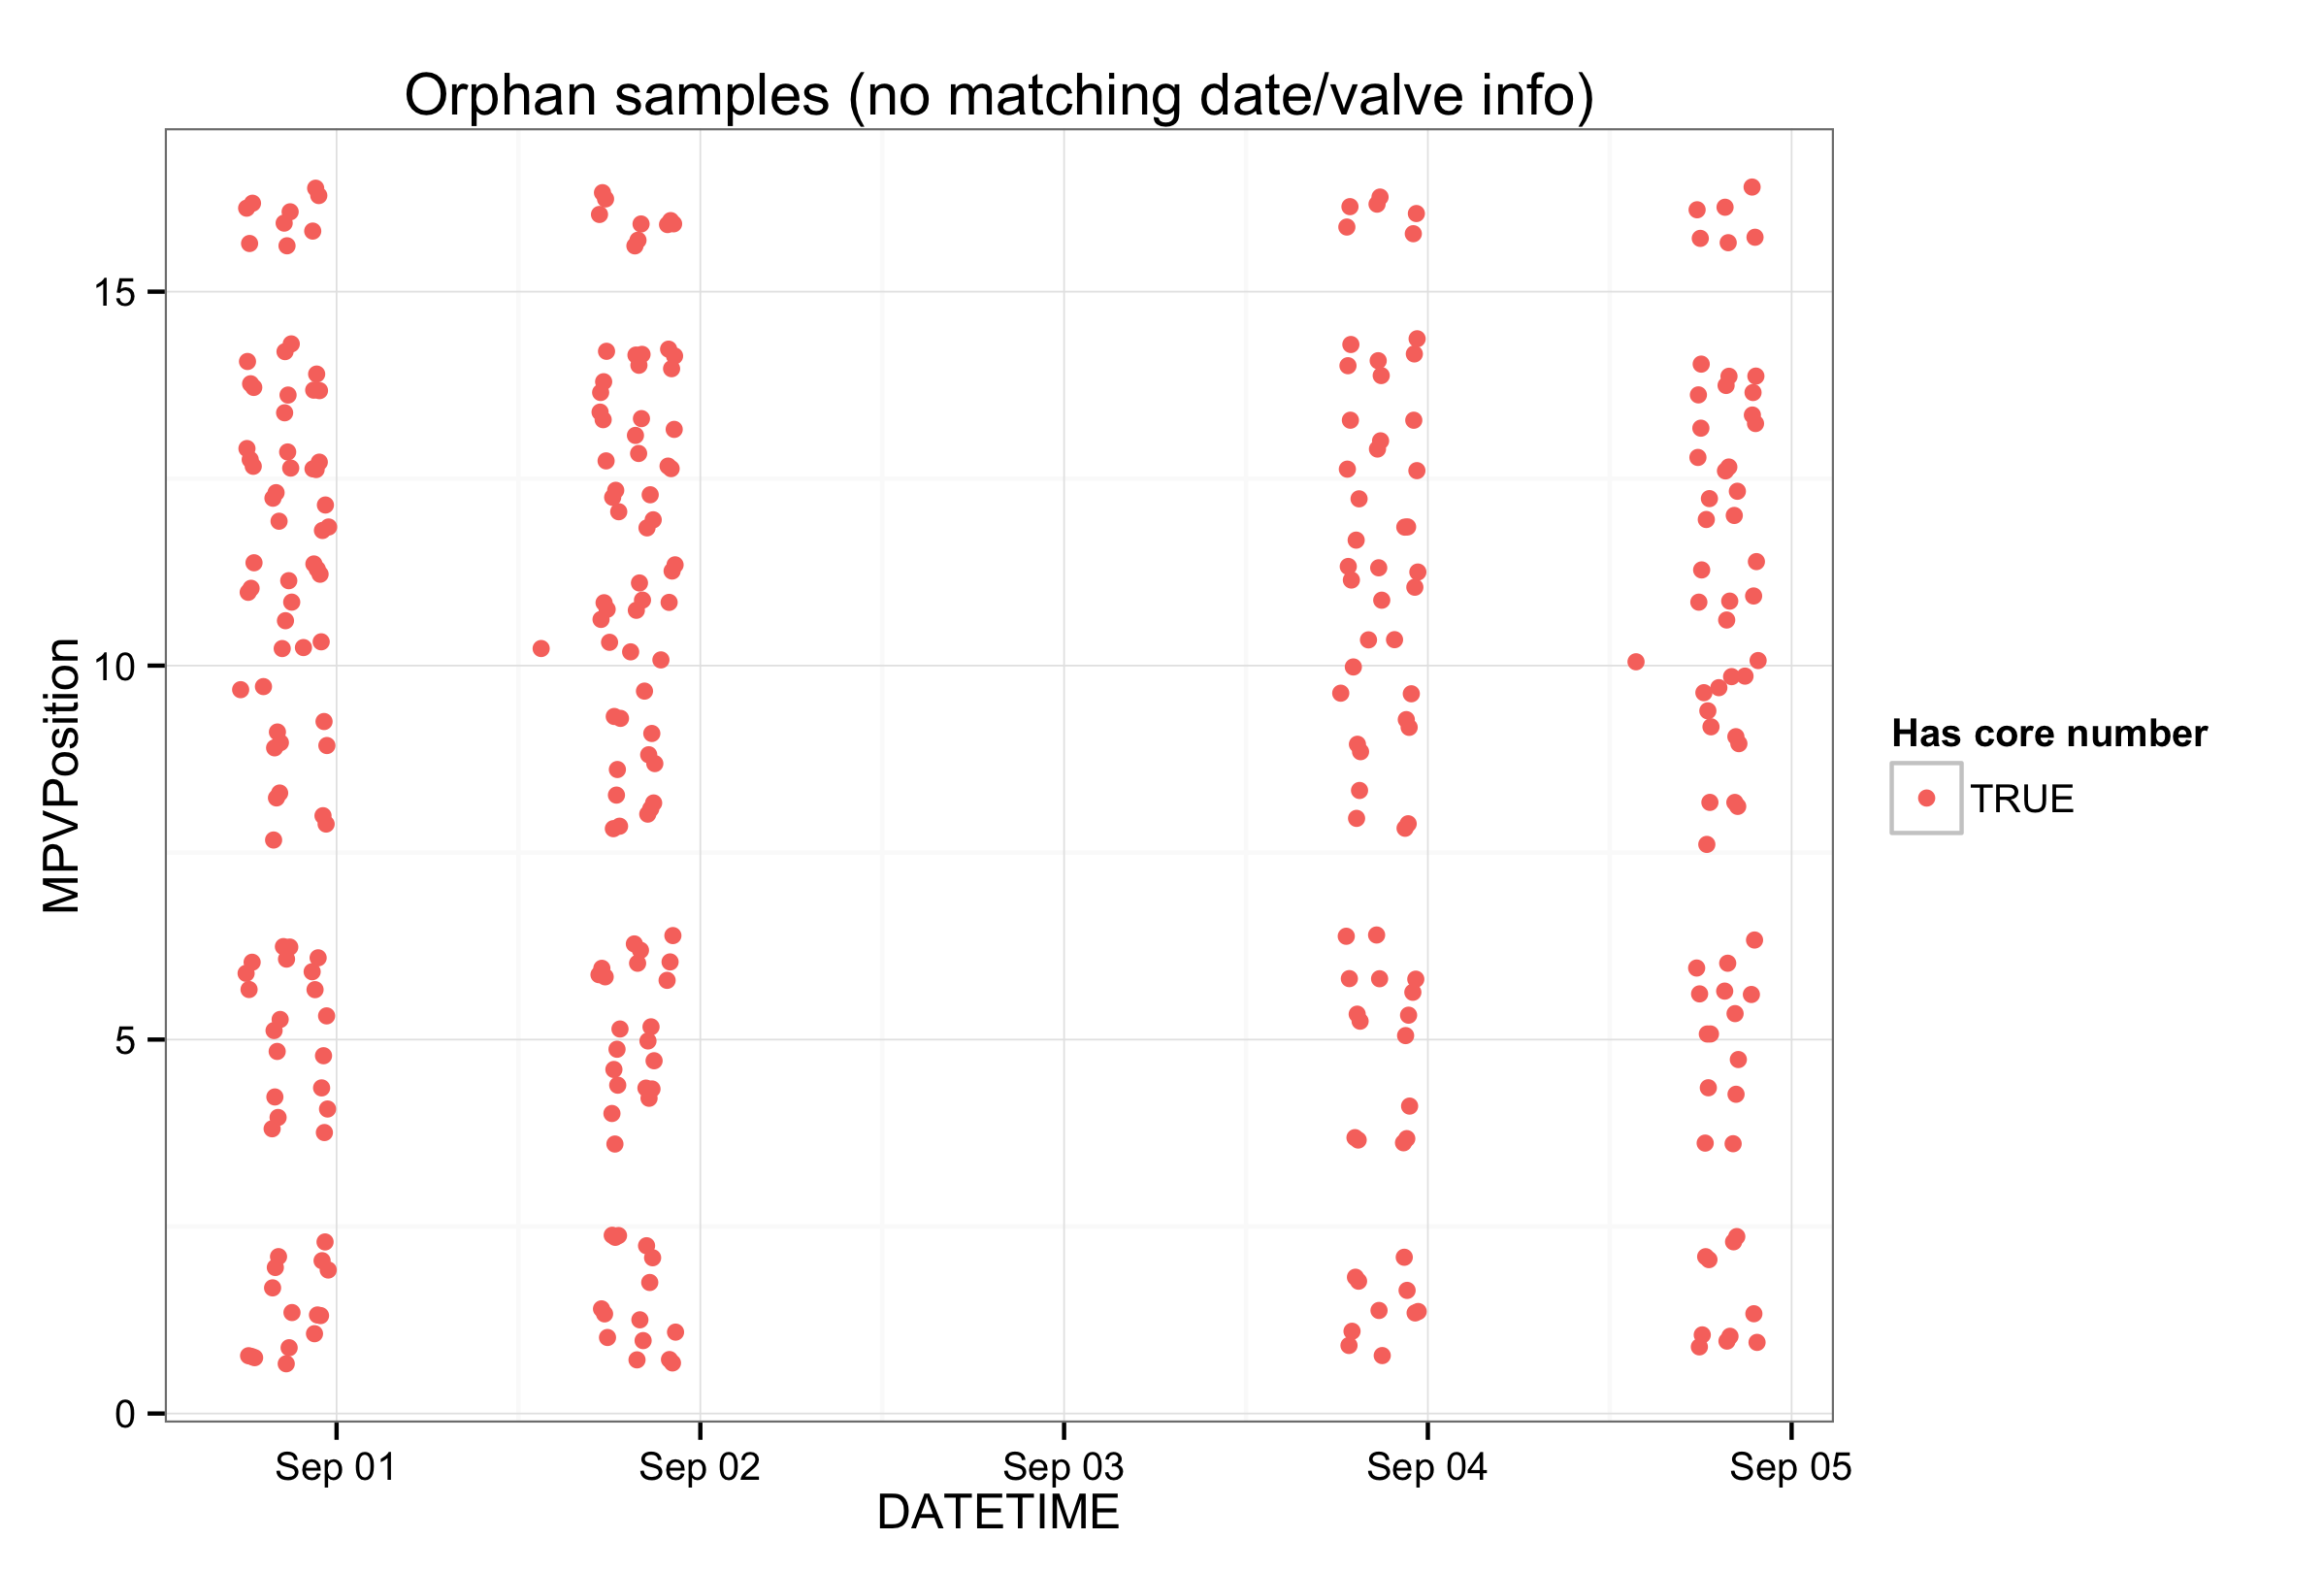 Orphan samples (no matching date/valve info)
MPVPosition
15
10
5
0
Sep 01
Sep 02
Sep 03
Sep 04
Sep 05
DATETIME
Has core number
TRUE